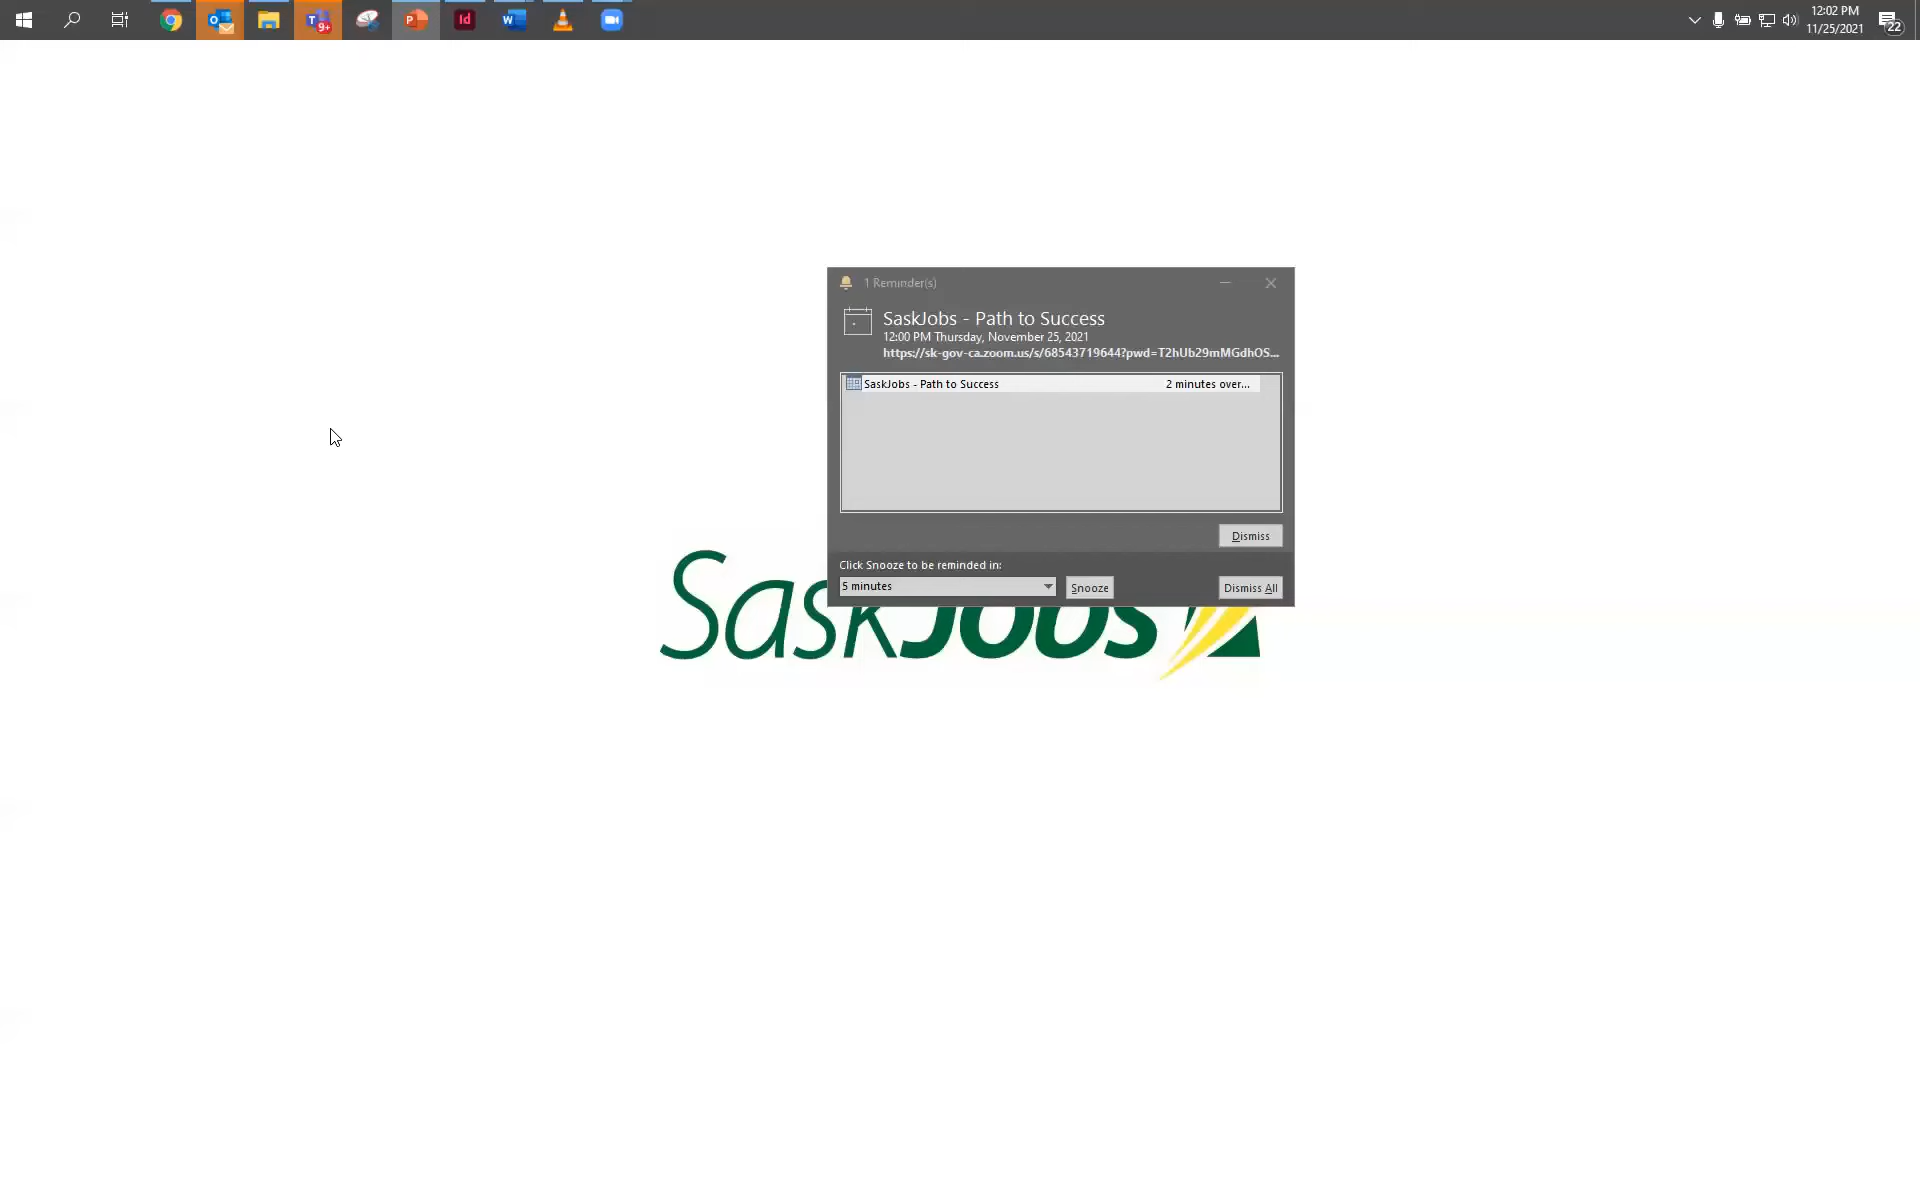 12:02 PM
11/25/2021
22
9+
1 Reminder(s)
SaskJobs - Path to Success
12:00 PM Thursday, November 25, 2021
https://sk-gov-ca.zoom.us/s/68543719644?pwd=T2hUb29mMGdhOS...
SaskJobs - Path to Success 2 minutes over...
Dismiss
Click Snooze to be reminded in:
5 minutes Snooze Dismiss All
SaskJobs